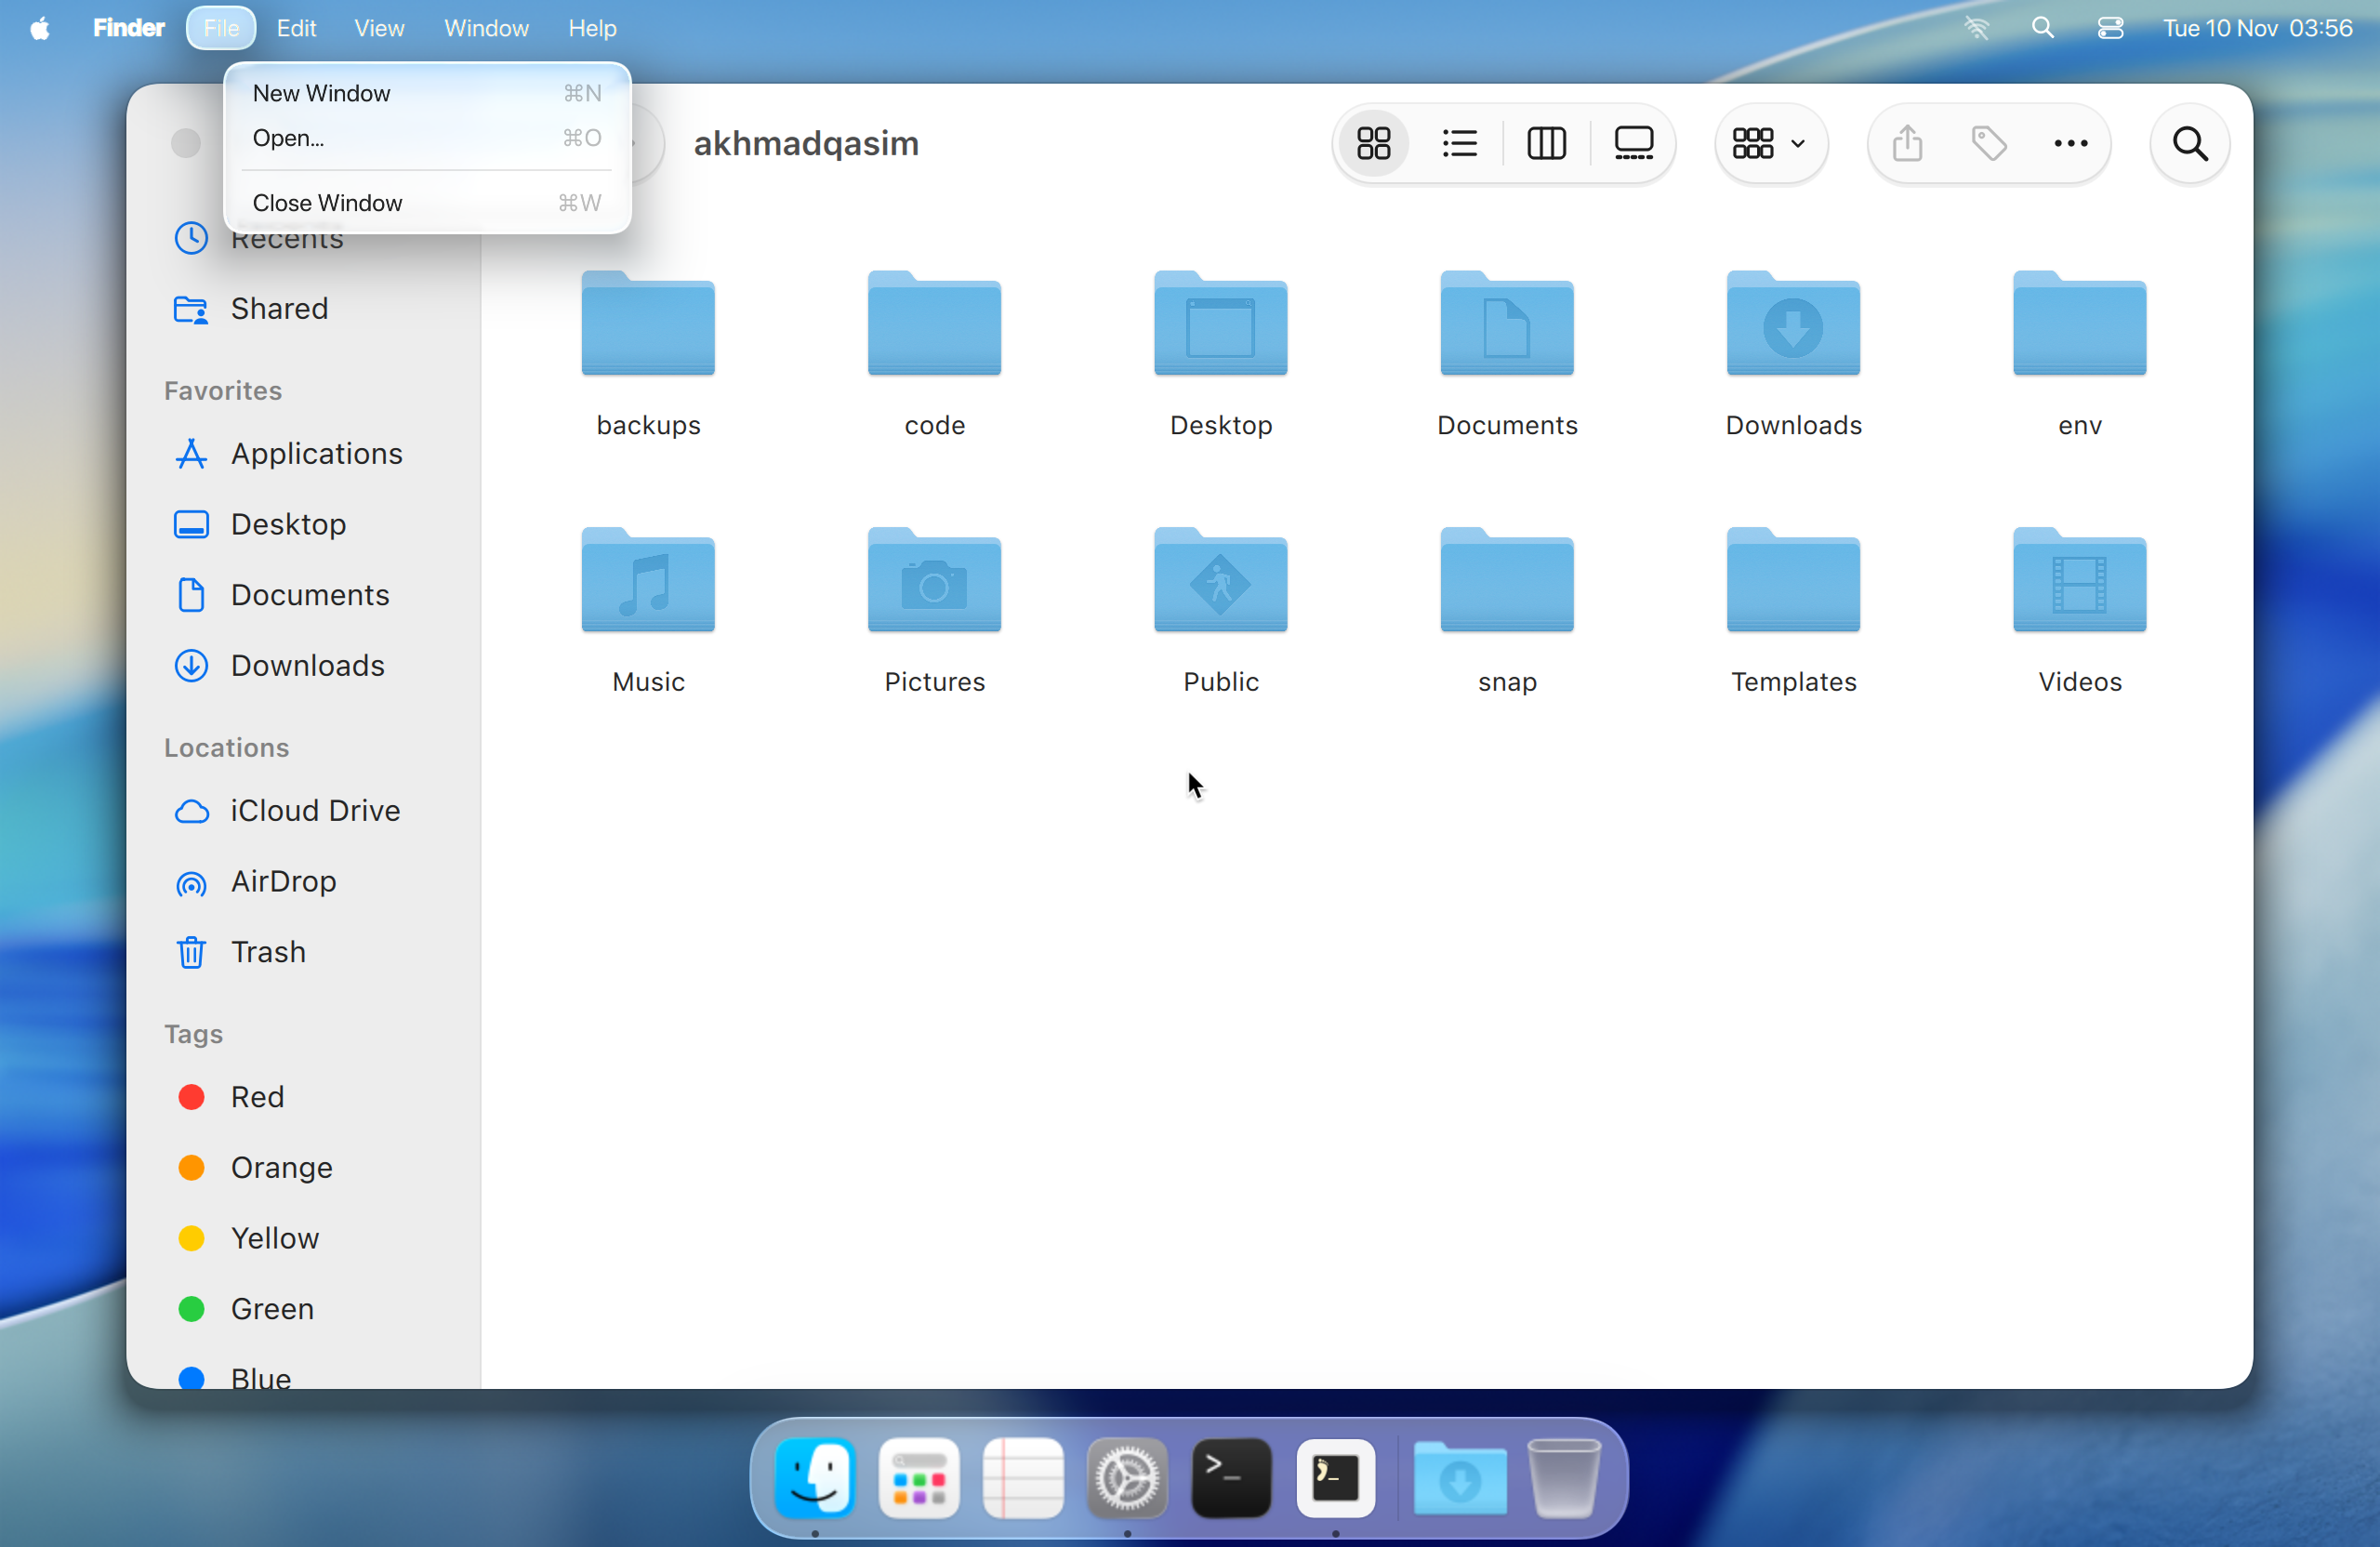 Finder File Edit View Window Help Tue 10 Nov 03:56
New Window ⌘N
Open... ⌘O
Close Window ⌘W
akhmadqasim
Recents
Shared
Favorites
Applications
Desktop
Documents
Downloads
Locations
iCloud Drive
AirDrop
Trash
Tags
Red
Orange
Yellow
Green
Blue
backups code Desktop Documents Downloads env
Music Pictures Public snap Templates Videos